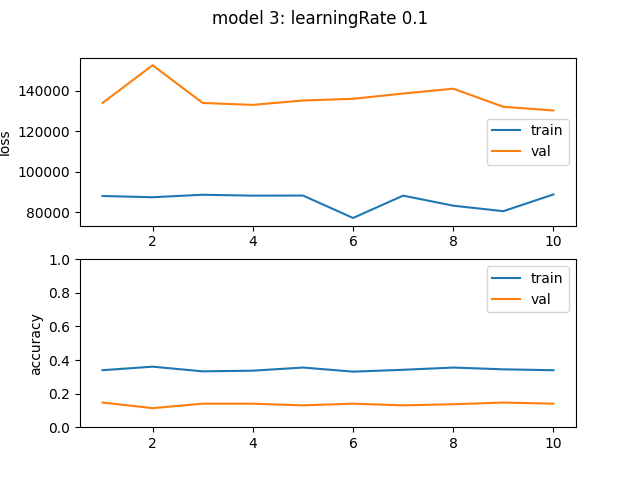 model 3: learningRate 0.1
loss
140000
120000
100000
80000
train
val
2 4 6 8 10
accuracy
1.0
0.8
0.6
0.4
0.2
0.0
train
val
2 4 6 8 10